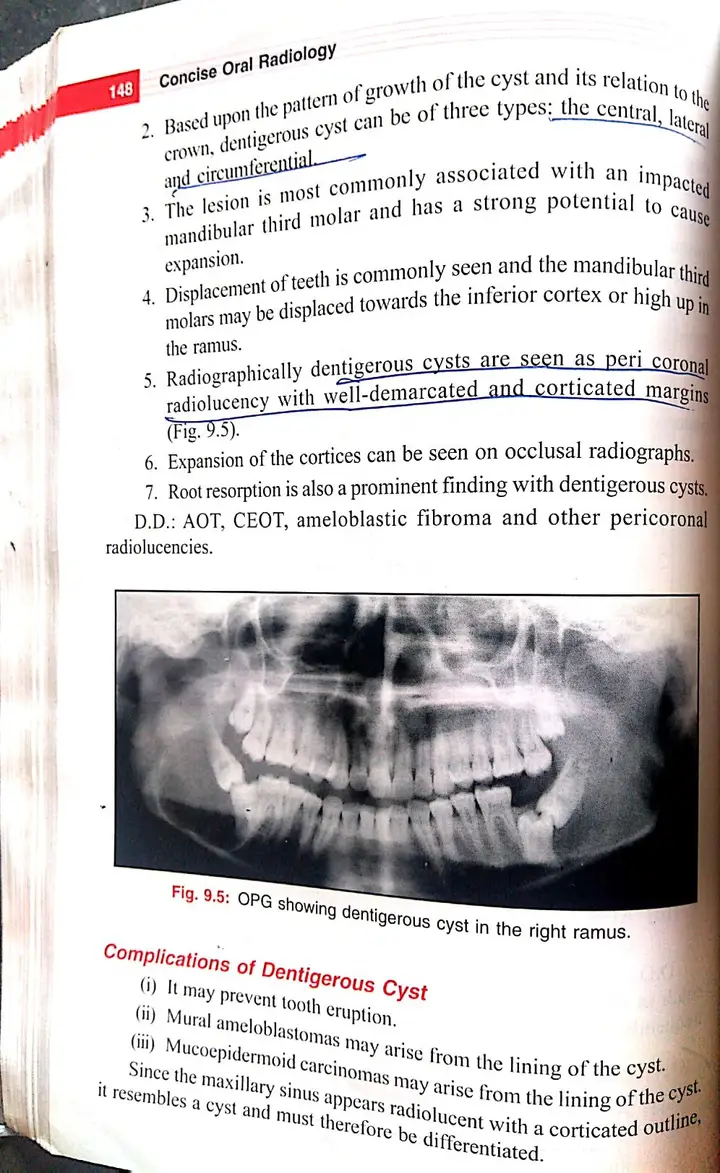 148 Concise Oral Radiology
2. Based upon the pattern of growth of the cyst and its relation to the
crown, dentigerous cyst can be of three types: the central, lateral
and circumferential.
3. The lesion is most commonly associated with an impacted
mandibular third molar and has a strong potential to cause
expansion.
4. Displacement of teeth is commonly seen and the mandibular third
molars may be displaced towards the inferior cortex or high up in
the ramus.
5. Radiographically dentigerous cysts are seen as peri coronal
radiolucency with well-demarcated and corticated margins
(Fig. 9.5).
6. Expansion of the cortices can be seen on occlusal radiographs.
7. Root resorption is also a prominent finding with dentigerous cysts.
D.D.: AOT, CEOT, ameloblastic fibroma and other pericoronal
radiolucencies.
Fig. 9.5: OPG showing dentigerous cyst in the right ramus.
Complications of Dentigerous Cyst
(i) It may prevent tooth eruption.
(ii) Mural ameloblastomas may arise from the lining of the cyst.
(iii) Mucoepidermoid carcinomas may arise from the lining of the cyst.
Since the maxillary sinus appears radiolucent with a corticated outline,
it resembles a cyst and must therefore be differentiated.